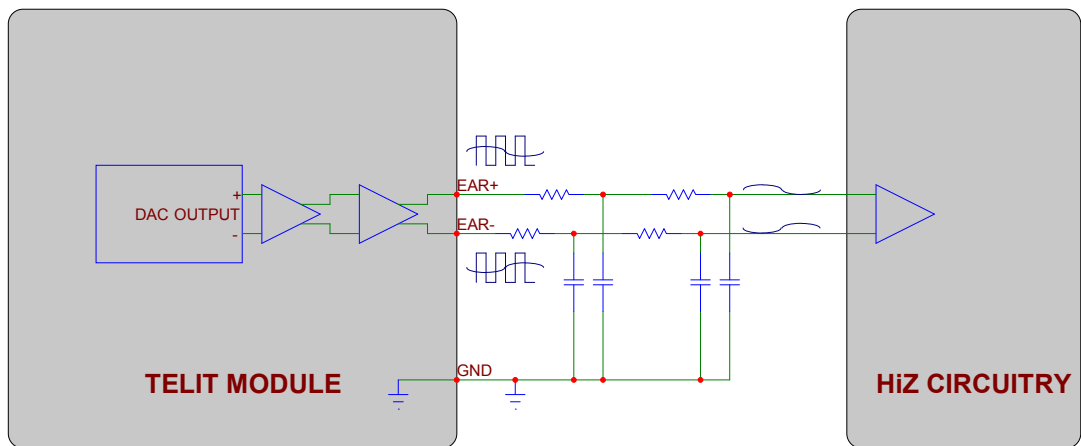 EAR+
+
DAC OUTPUT
EAR-
-
GND
TELIT MODULE
HiZ CIRCUITRY